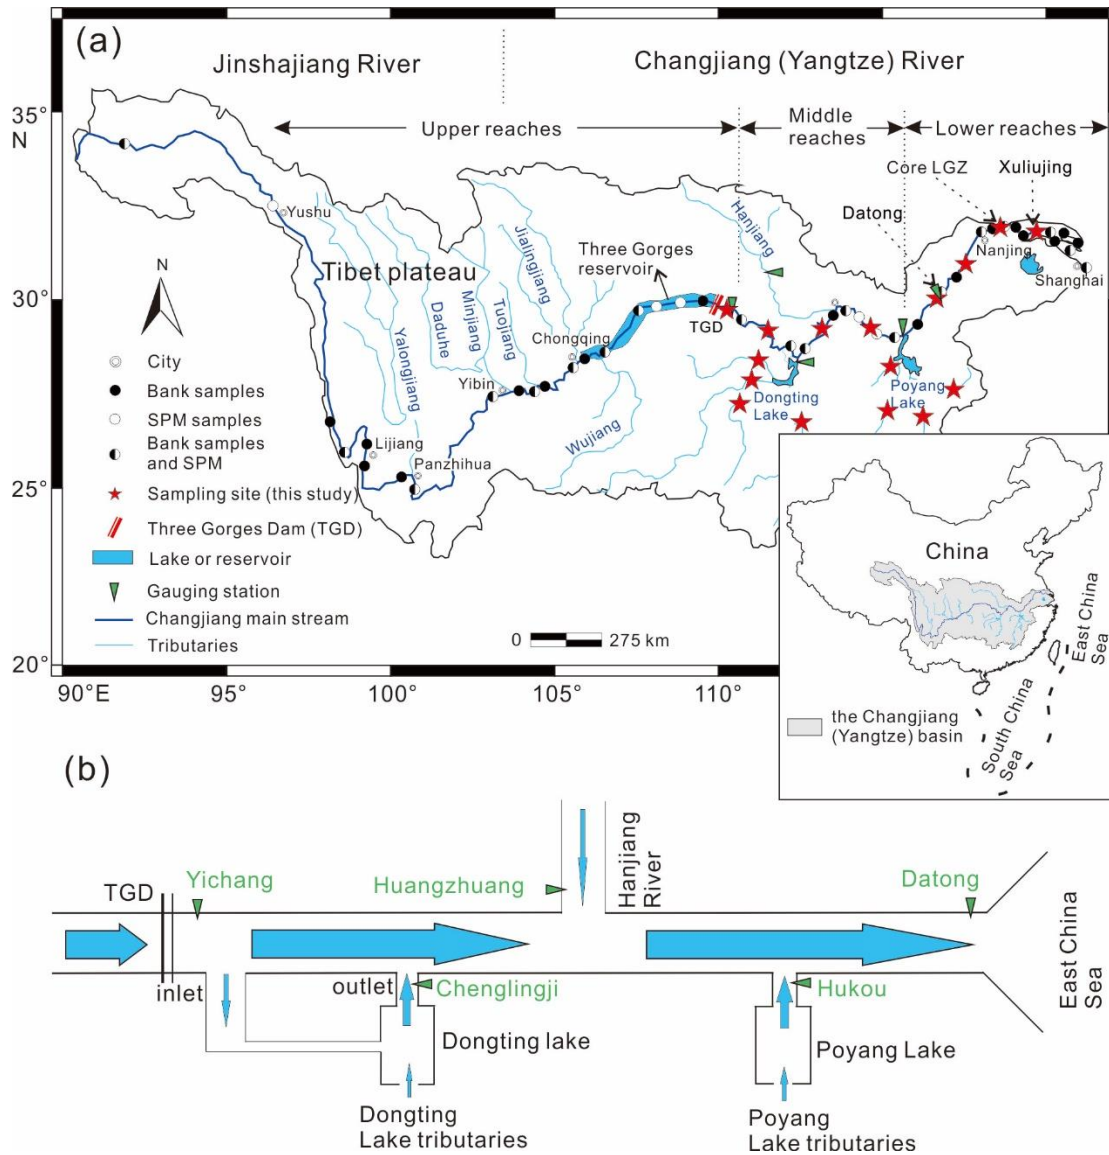 (a)
Jinshajiang River
Changjiang (Yangtze) River
35°
N
Upper reaches
Middle
reaches
Lower reaches
Core LGZ
Xuliujing
Datong
Hanjiang
Yushu
Nanjing
Shanghai
Three Gorges
reservoir
Tibet plateau
Jialingjiang
Tuojiang
Minjiang
Daduhe
Yalongjiang
N
30°
Chongqing
TGD
Yibin
Dongting
Lake
Poyang
Lake
Wujiang
Lijiang
Panzhihua
25°
City
Bank samples
SPM samples
Bank samples
and SPM
Sampling site (this study)
Three Gorges Dam (TGD)
Lake or reservoir
Gauging station
Changjiang main stream
Tributaries
0
275 km
20°
90°E
95°
100°
105°
110°
China
East China
Sea
South China
Sea
the Changjiang
(Yangtze) basin
(b)
TGD
Yichang
Huangzhuang
Hanjiang
River
Datong
East China
Sea
inlet
outlet
Chenglingji
Hukou
Dongting lake
Poyang Lake
Dongting
Lake tributaries
Poyang
Lake tributaries